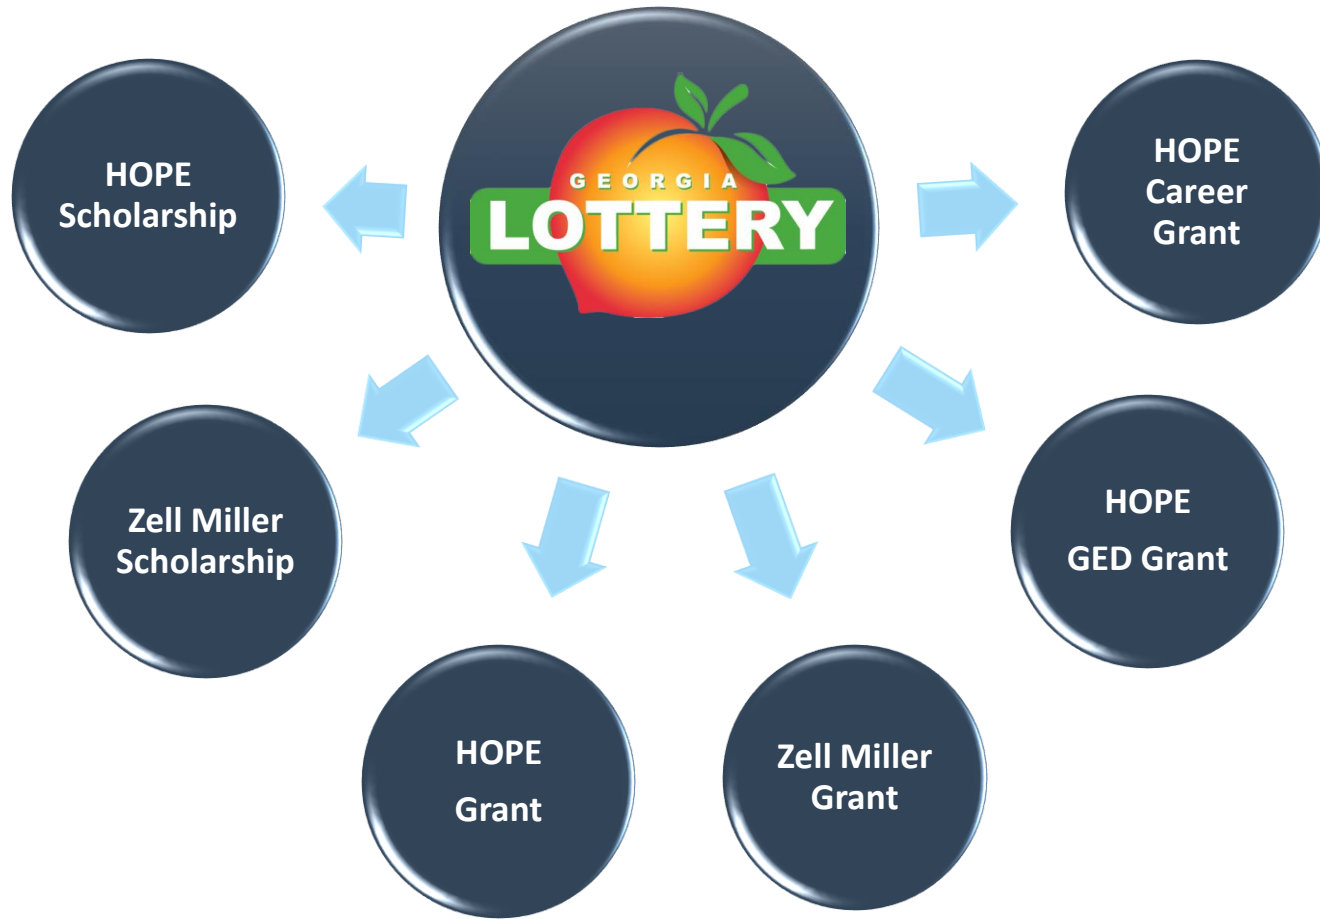 GEORGIA
LOTTERY
HOPE
Scholarship
Zell Miller
Scholarship
HOPE
Grant
Zell Miller
Grant
HOPE
GED Grant
HOPE
Career
Grant